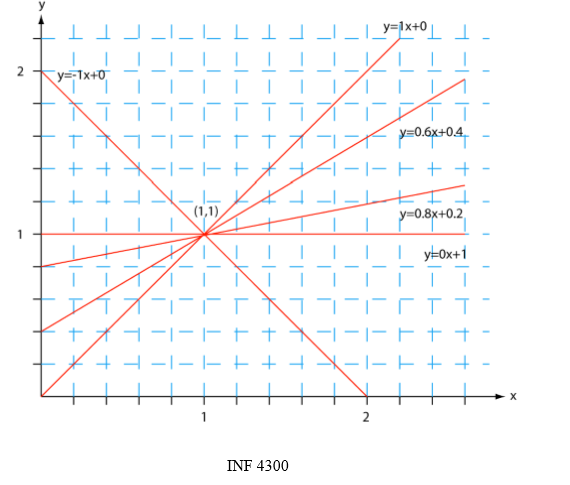 y
y=1x+0
2
y=-1x+0
y=0.6x+0.4
(1,1)
y=0.8x+0.2
1
y=0x+1
x
1
2
INF 4300